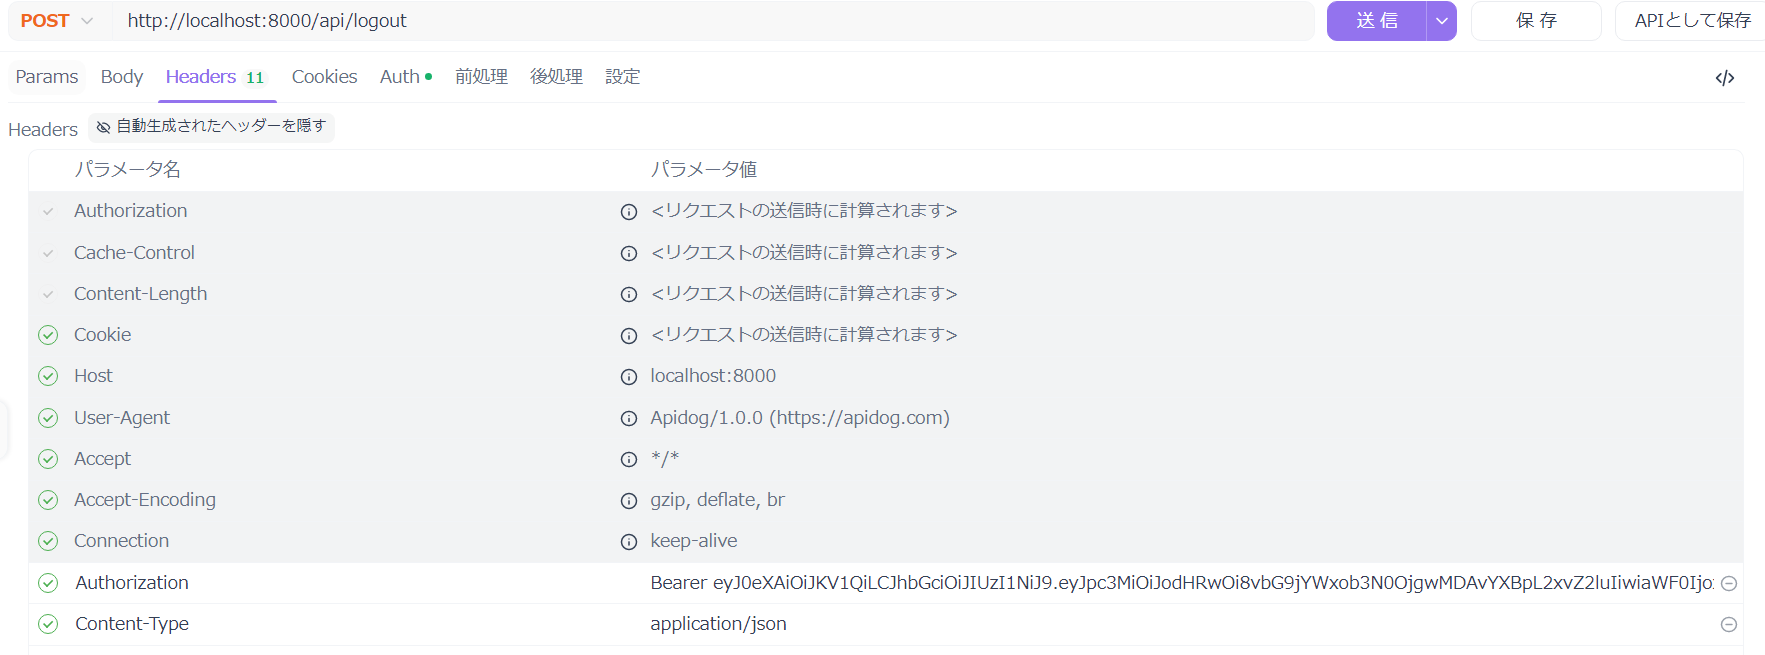 POST http://localhost:8000/api/logout 送 信 保 存 APIとして保存
Params Body Headers 11 Cookies Auth 前処理 後処理 設定 </>
Headers 自動生成されたヘッダーを隠す
パラメータ名 パラメータ値
Authorization <リクエストの送信時に計算されます>
Cache-Control <リクエストの送信時に計算されます>
Content-Length <リクエストの送信時に計算されます>
Cookie <リクエストの送信時に計算されます>
Host localhost:8000
User-Agent Apidog/1.0.0 (https://apidog.com)
Accept */*
Accept-Encoding gzip, deflate, br
Connection keep-alive
Authorization Bearer eyJ0eXAiOiJKV1QiLCJhbGciOiJIUzI1NiJ9.eyJpc3MiOiJodHRwOi8vbG9jYWxob3N0OjgwMDAvYXBpL2xvZ2luIiwiaWF0Ijo
Content-Type application/json